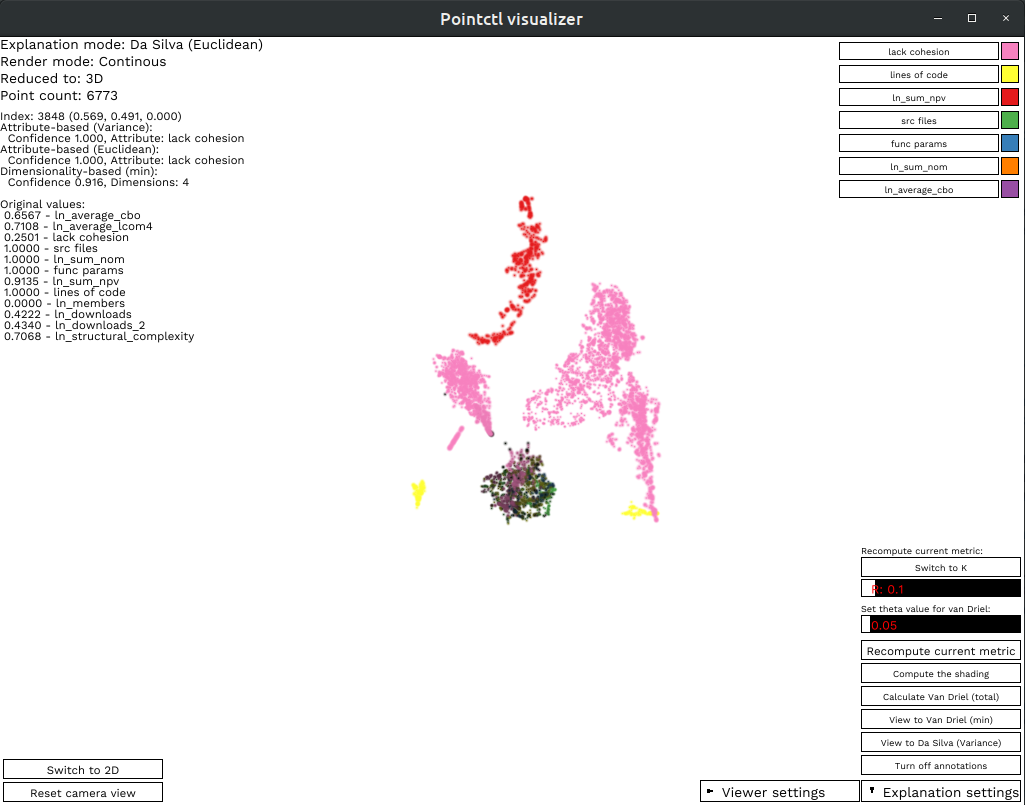 Pointctl visualizer
Explanation mode: Da Silva (Euclidean)
Render mode: Continous
Reduced to: 3D
Point count: 6773
Index: 3848 (0.569, 0.491, 0.000)
Attribute-based (Variance):
Confidence 1.000, Attribute: lack cohesion
Attribute-based (Euclidean):
Confidence 1.000, Attribute: lack cohesion
Dimensionality-based (min):
Confidence 0.916, Dimensions: 4
Original values:
0.6567 - ln_average_cbo
0.7108 - ln_average_lcom4
0.2501 - lack cohesion
1.0000 - src files
1.0000 - ln_sum_nom
1.0000 - func params
0.9135 - ln_sum_npv
1.0000 - lines of code
0.0000 - ln_members
0.4222 - ln_downloads
0.4340 - ln_downloads_2
0.7068 - ln_structural_complexity
lack cohesion
lines of code
ln_sum_npv
src files
func params
ln_sum_nom
ln_average_cbo
Recompute current metric:
Switch to K
R: 0.1
Set theta value for van Driel:
0.05
Recompute current metric
Compute the shading
Calculate Van Driel (total)
View to Van Driel (min)
View to Da Silva (Variance)
Turn off annotations
Switch to 2D
Reset camera view
Viewer settings
Explanation settings